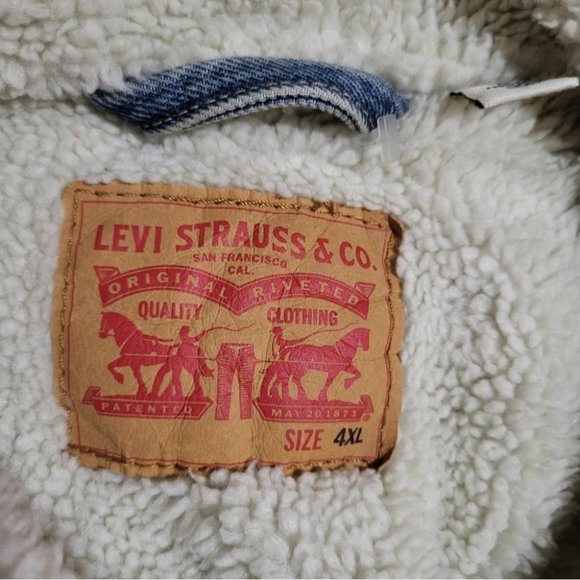 LEVI STRAUSS & CO.
SAN FRANCISCO
CAL.
ORIGINAL RIVETED
QUALITY CLOTHING
PATENTED MAY 20 1873 ®
SIZE 4XL